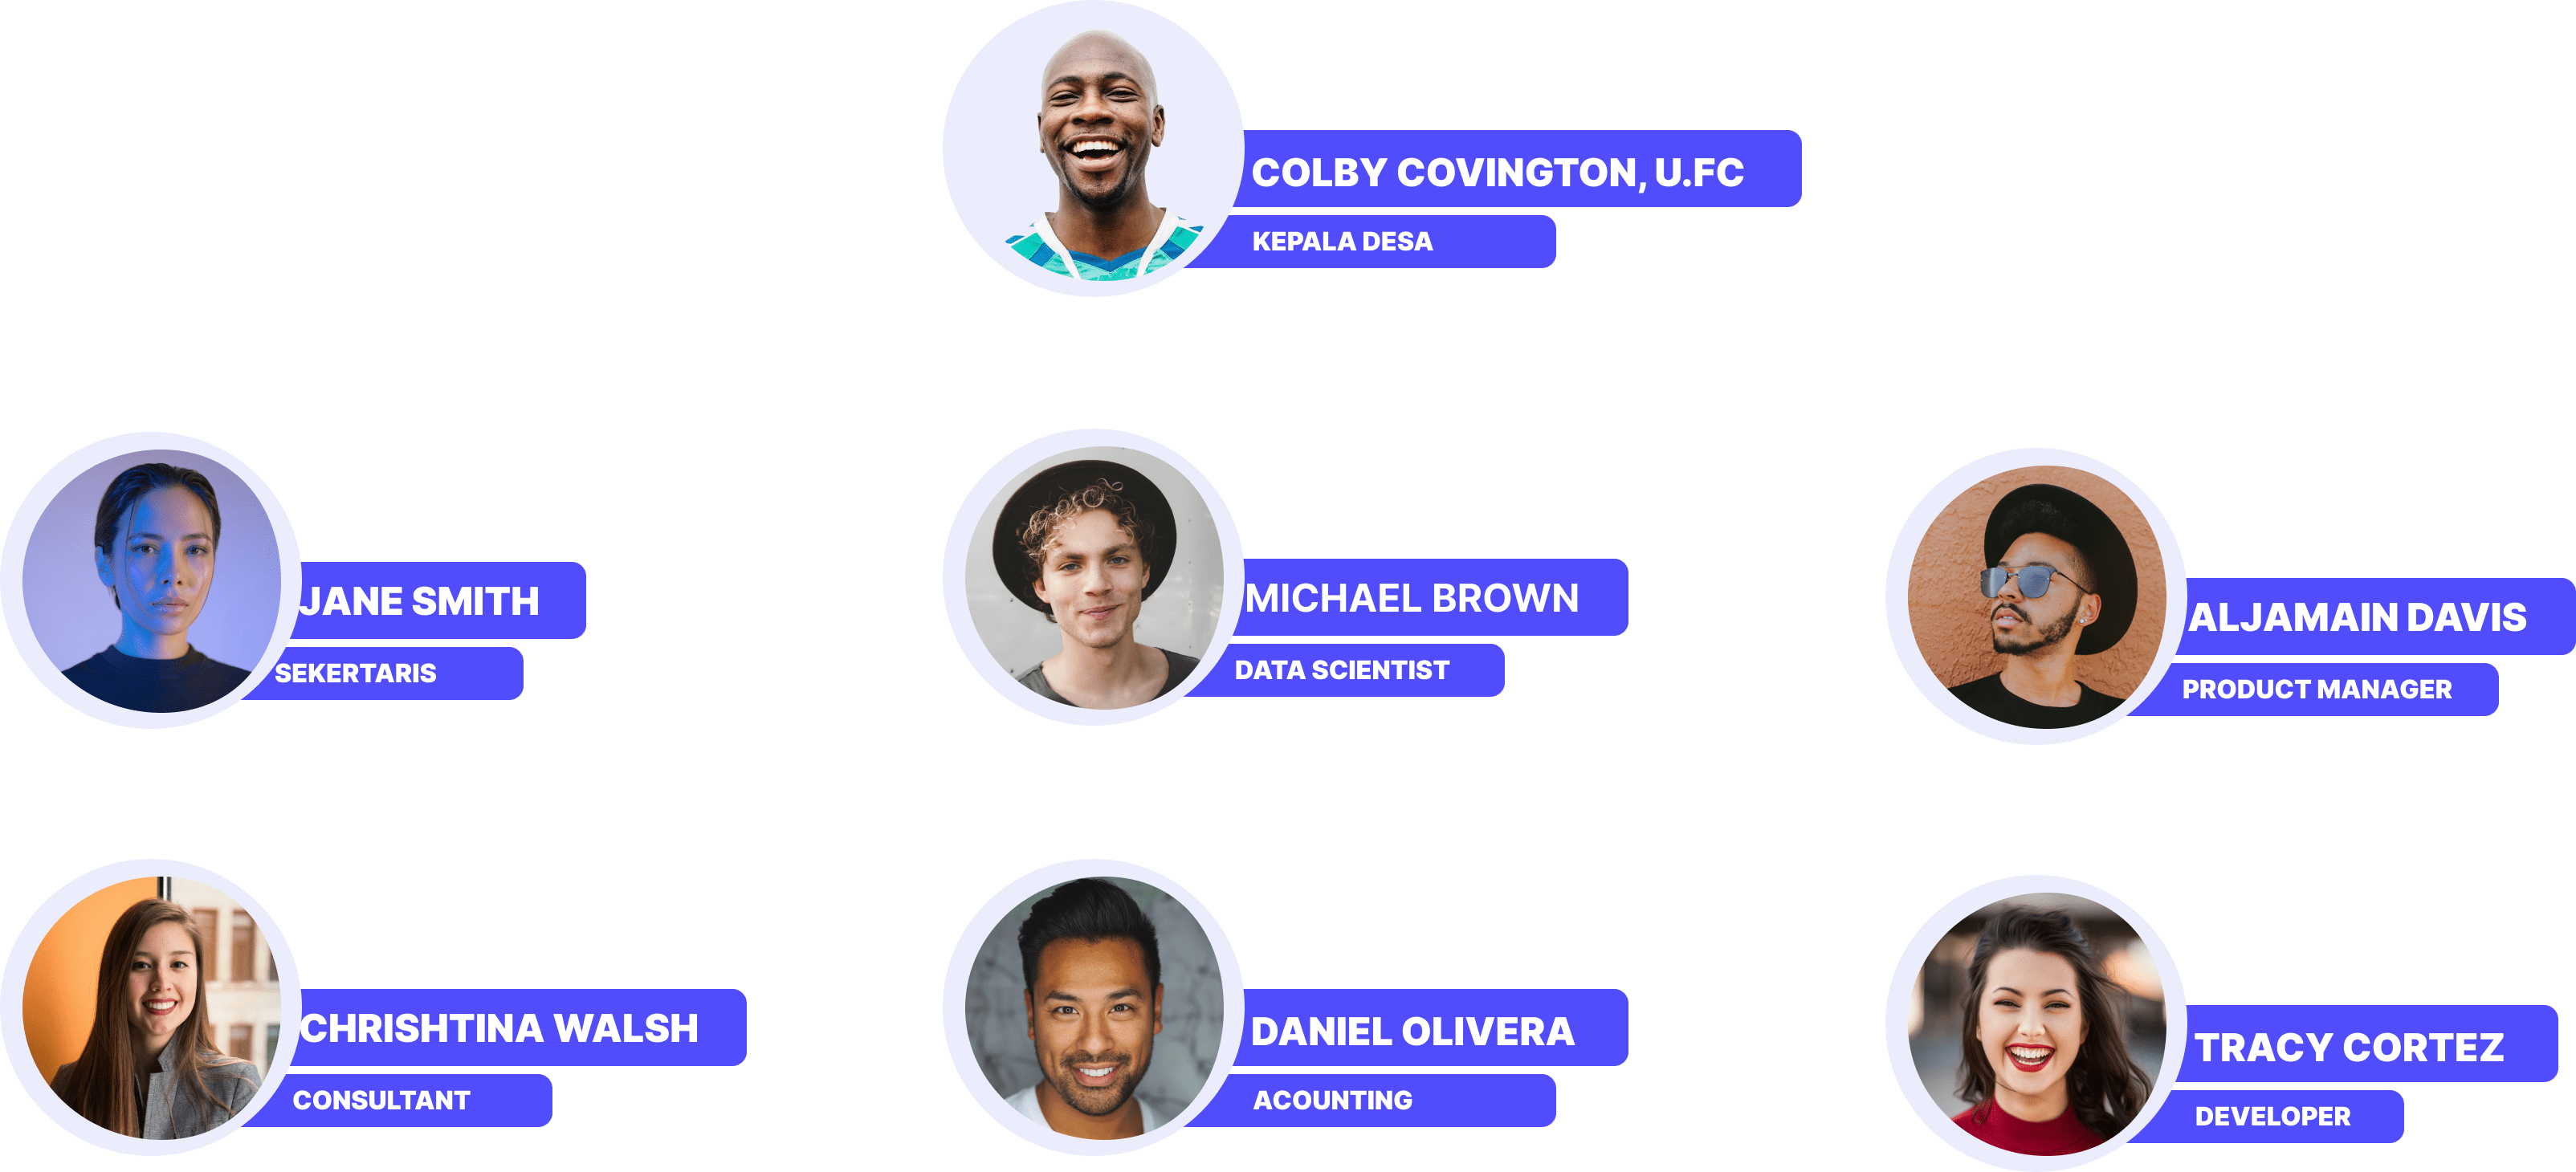 COLBY COVINGTON, U.FC
KEPALA DESA
JANE SMITH
SEKERTARIS
MICHAEL BROWN
DATA SCIENTIST
ALJAMAIN DAVIS
PRODUCT MANAGER
CHRISHTINA WALSH
CONSULTANT
DANIEL OLIVERA
ACOUNTING
TRACY CORTEZ
DEVELOPER